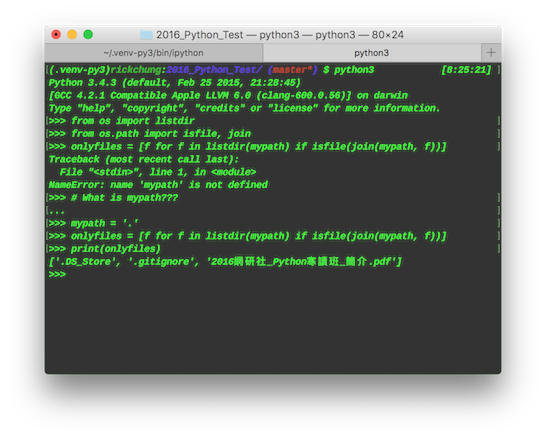 2016_Python_Test — python3 — python3 — 80×24
~/.venv-py3/bin/ipython
python3
(.venv-py3)rickchung:2016_Python_Test/ (master*) $ python3 [8:25:21]
Python 3.4.3 (default, Feb 25 2015, 21:28:45)
[GCC 4.2.1 Compatible Apple LLVM 6.0 (clang-600.0.56)] on darwin
Type "help", "copyright", "credits" or "license" for more information.
>>> from os import listdir
>>> from os.path import isfile, join
>>> onlyfiles = [f for f in listdir(mypath) if isfile(join(mypath, f))]
Traceback (most recent call last):
  File "<stdin>", line 1, in <module>
NameError: name 'mypath' is not defined
>>> # What is mypath???
...
>>> mypath = '.'
>>> onlyfiles = [f for f in listdir(mypath) if isfile(join(mypath, f))]
>>> print(onlyfiles)
['.DS_Store', '.gitignore', '2016網研社_Python寒讀班_簡介.pdf']
>>>